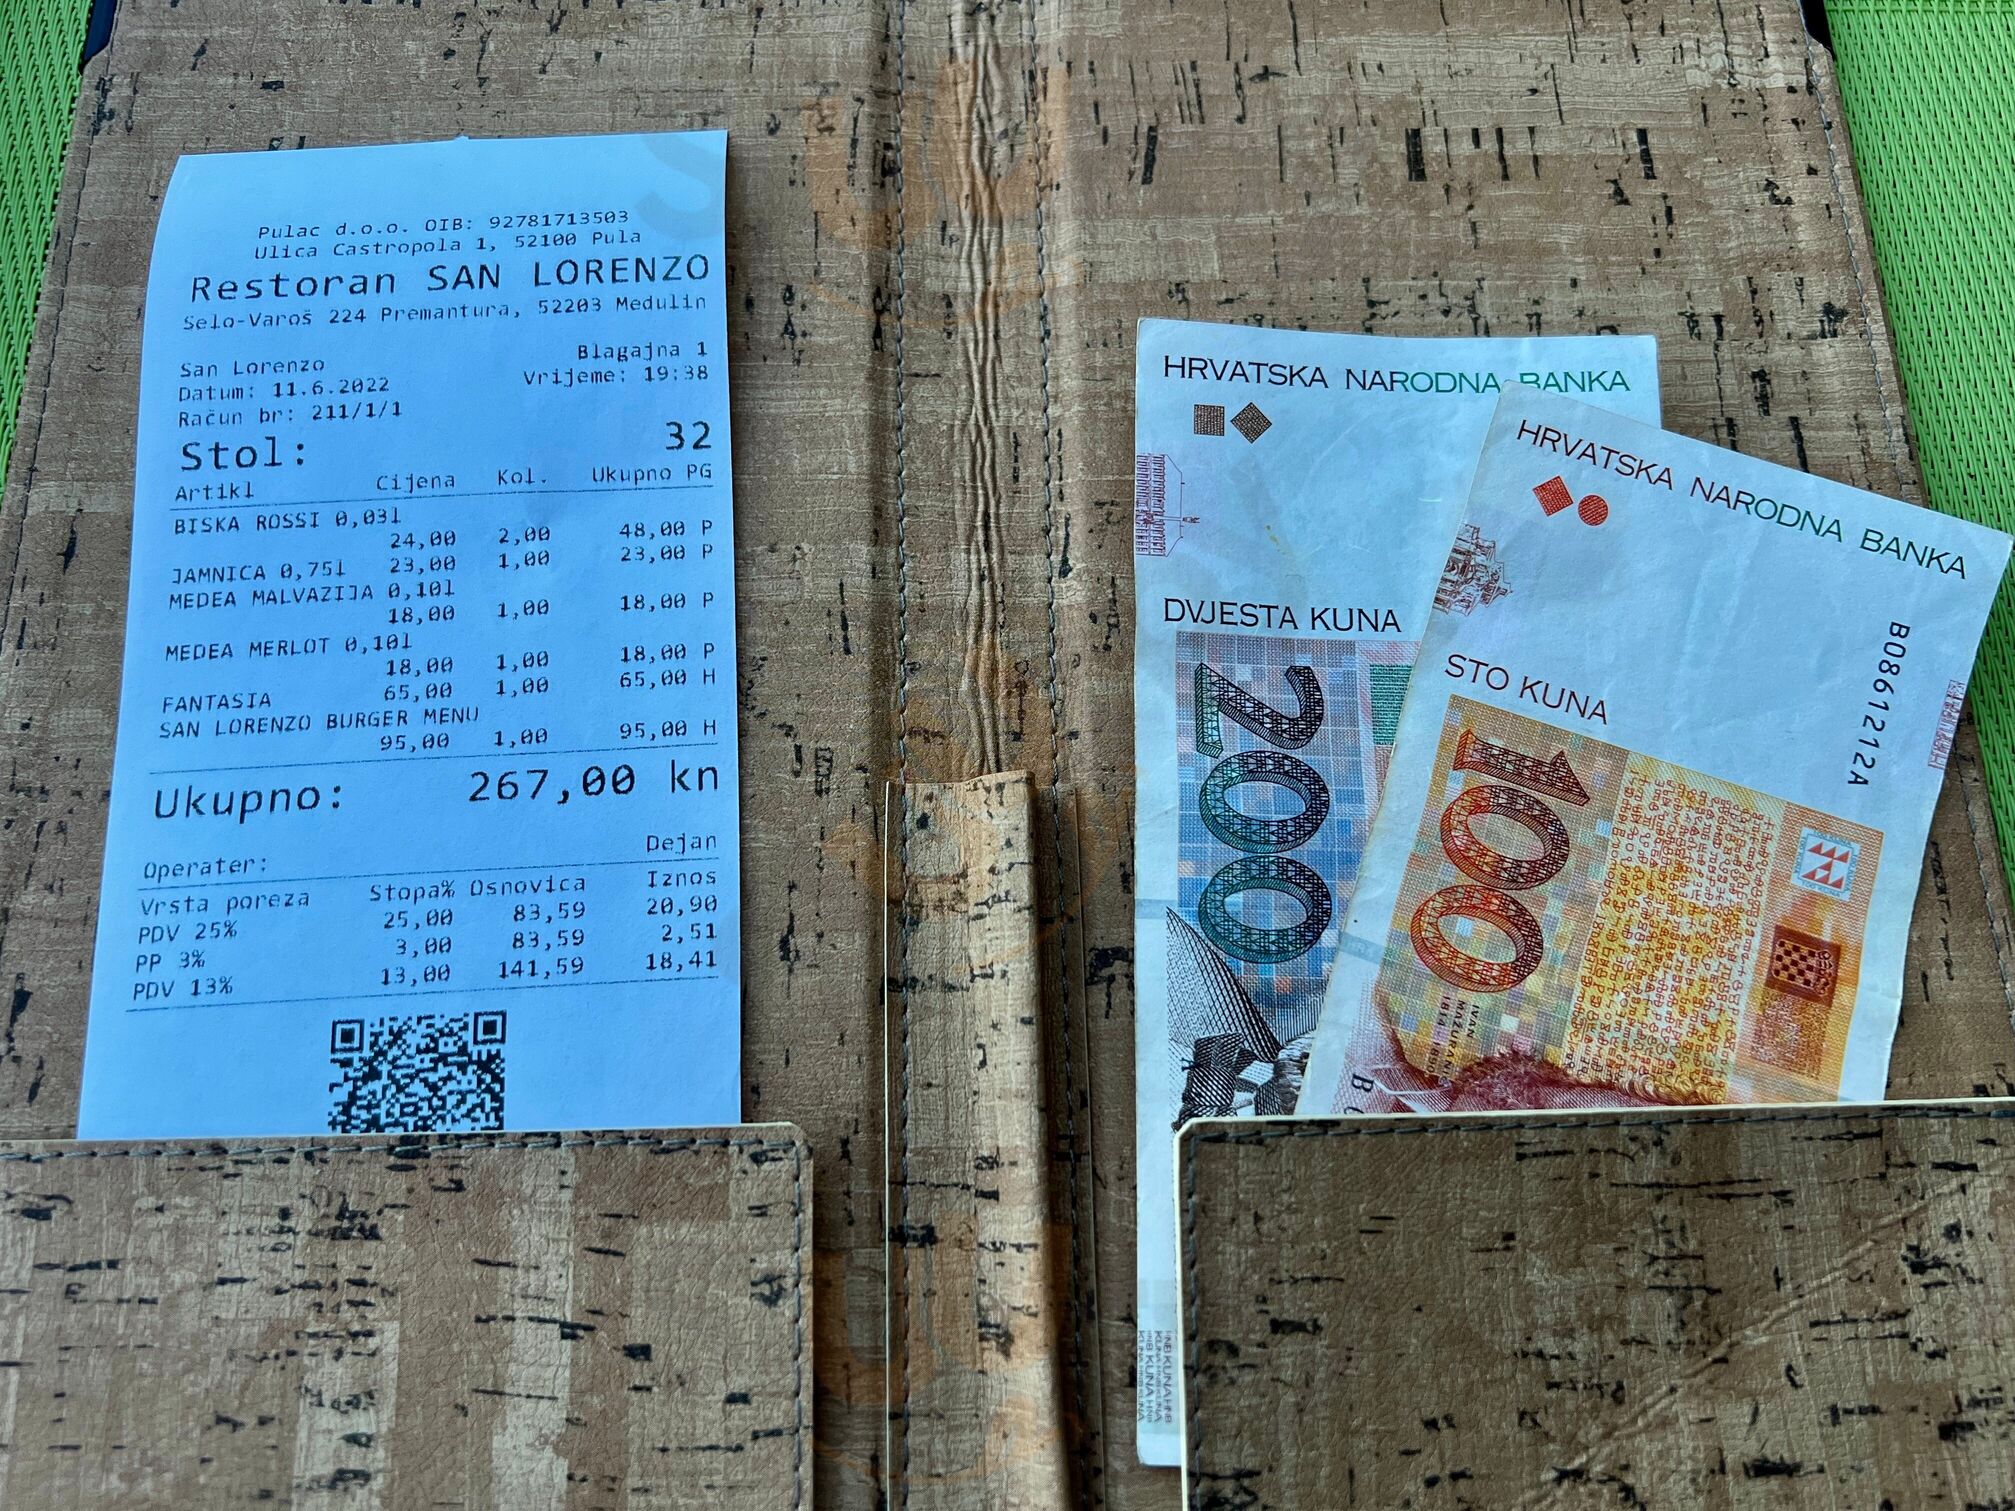 Pulac d.o.o. OIB: 92781713503
Ulica Castropola 1, 52100 Pula
Restoran SAN LORENZO
Selo-Varoš 224 Premantura, 52203 Medulin
San Lorenzo Blagajna 1
Datum: 11.6.2022 Vrijeme: 19:38
Račun br: 211/1/1
Stol: 32
Artikl Cijena Kol. Ukupno PG
BISKA ROSSI 0,03l
24,00 2,00 48,00 P
JAMNICA 0,75l 23,00 1,00 23,00 P
MEDEA MALVAZIJA 0,10l
18,00 1,00 18,00 P
MEDEA MERLOT 0,10l
18,00 1,00 18,00 P
FANTASIA 65,00 1,00 65,00 H
SAN LORENZO BURGER MENU
95,00 1,00 95,00 H
Ukupno: 267,00 kn
Operater: Dejan
Vrsta poreza Stopa% Osnovica Iznos
PDV 25% 25,00 83,59 20,90
PP 3% 3,00 83,59 2,51
PDV 13% 13,00 141,59 18,41
HRVATSKA NARODNA BANKA
DVJESTA KUNA
200
HRVATSKA NARODNA BANKA
STO KUNA
100
B0861212A
IVAN
MAŽURANIĆ
1814 1890